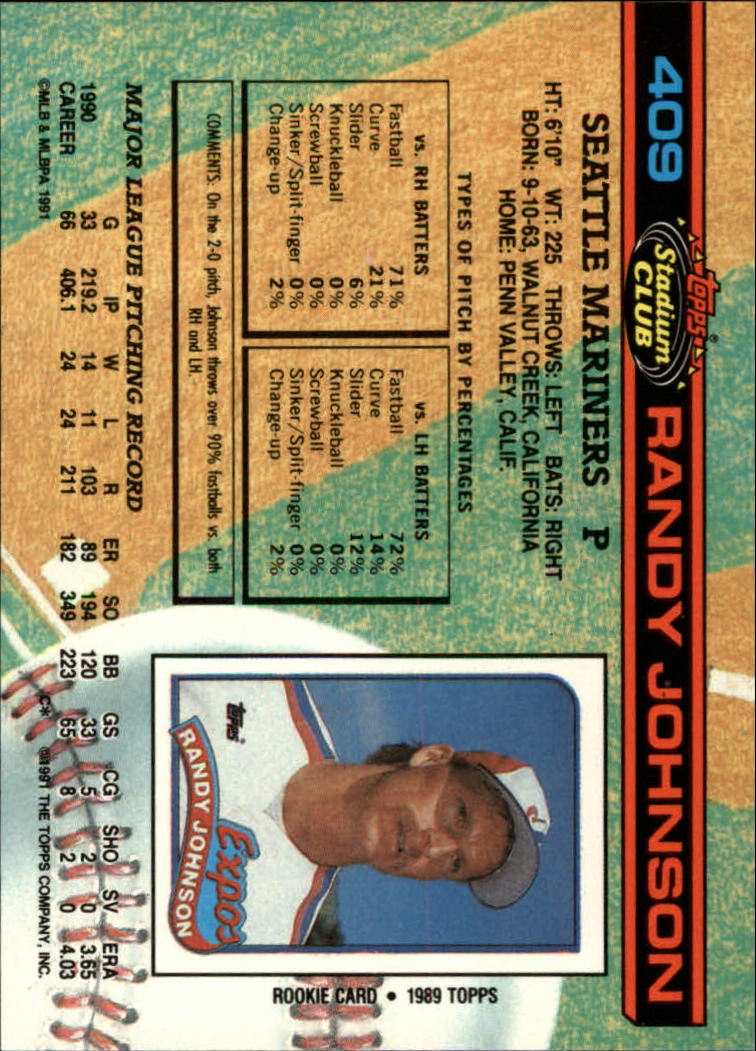 409 Topps® Stadium CLUB RANDY JOHNSON
SEATTLE MARINERS P
HT: 6'10" WT: 225 THROWS: LEFT BATS: RIGHT
BORN: 9-10-63, WALNUT CREEK, CALIFORNIA
HOME: PENN VALLEY, CALIF.
TYPES OF PITCH BY PERCENTAGES
vs. RH BATTERS
Fastball 71%
Curve 21%
Slider 6%
Knuckleball 0%
Screwball 0%
Sinker/Split-finger 0%
Change-up 2%
vs. LH BATTERS
Fastball 72%
Curve 14%
Slider 12%
Knuckleball 0%
Screwball 0%
Sinker/Split-finger 0%
Change-up 2%
COMMENTS: On the 2-0 pitch, Johnson throws over 90% fastballs vs. both
RH and LH.
topps
Expos
RANDY JOHNSON
ROOKIE CARD • 1989 TOPPS
MAJOR LEAGUE PITCHING RECORD
G IP W L R ER SO BB GS CG SHO SV ERA
1990 33 219.2 14 11 103 89 194 120 33 5 2 0 3.65
CAREER 66 406.1 24 24 211 182 349 223 65 8 2 0 4.03
©MLB & MLBPA 1991 C* ©1991 THE TOPPS COMPANY, INC.